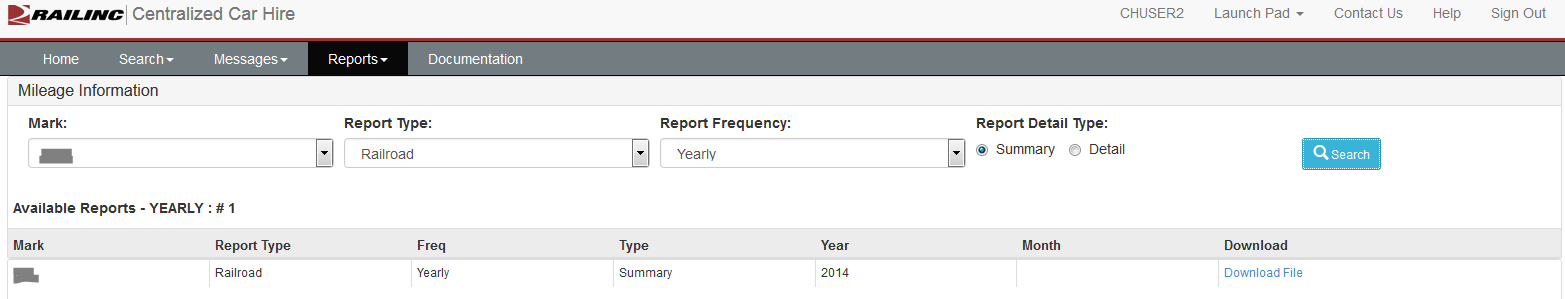 RAILINC Centralized Car Hire CHUSER2 Launch Pad Contact Us Help Sign Out
Home Search Messages Reports Documentation
Mileage Information
Mark: Report Type: Report Frequency: Report Detail Type:
Railroad Yearly Summary Detail Search
Available Reports - YEARLY : # 1
Mark Report Type Freq Type Year Month Download
Railroad Yearly Summary 2014 Download File